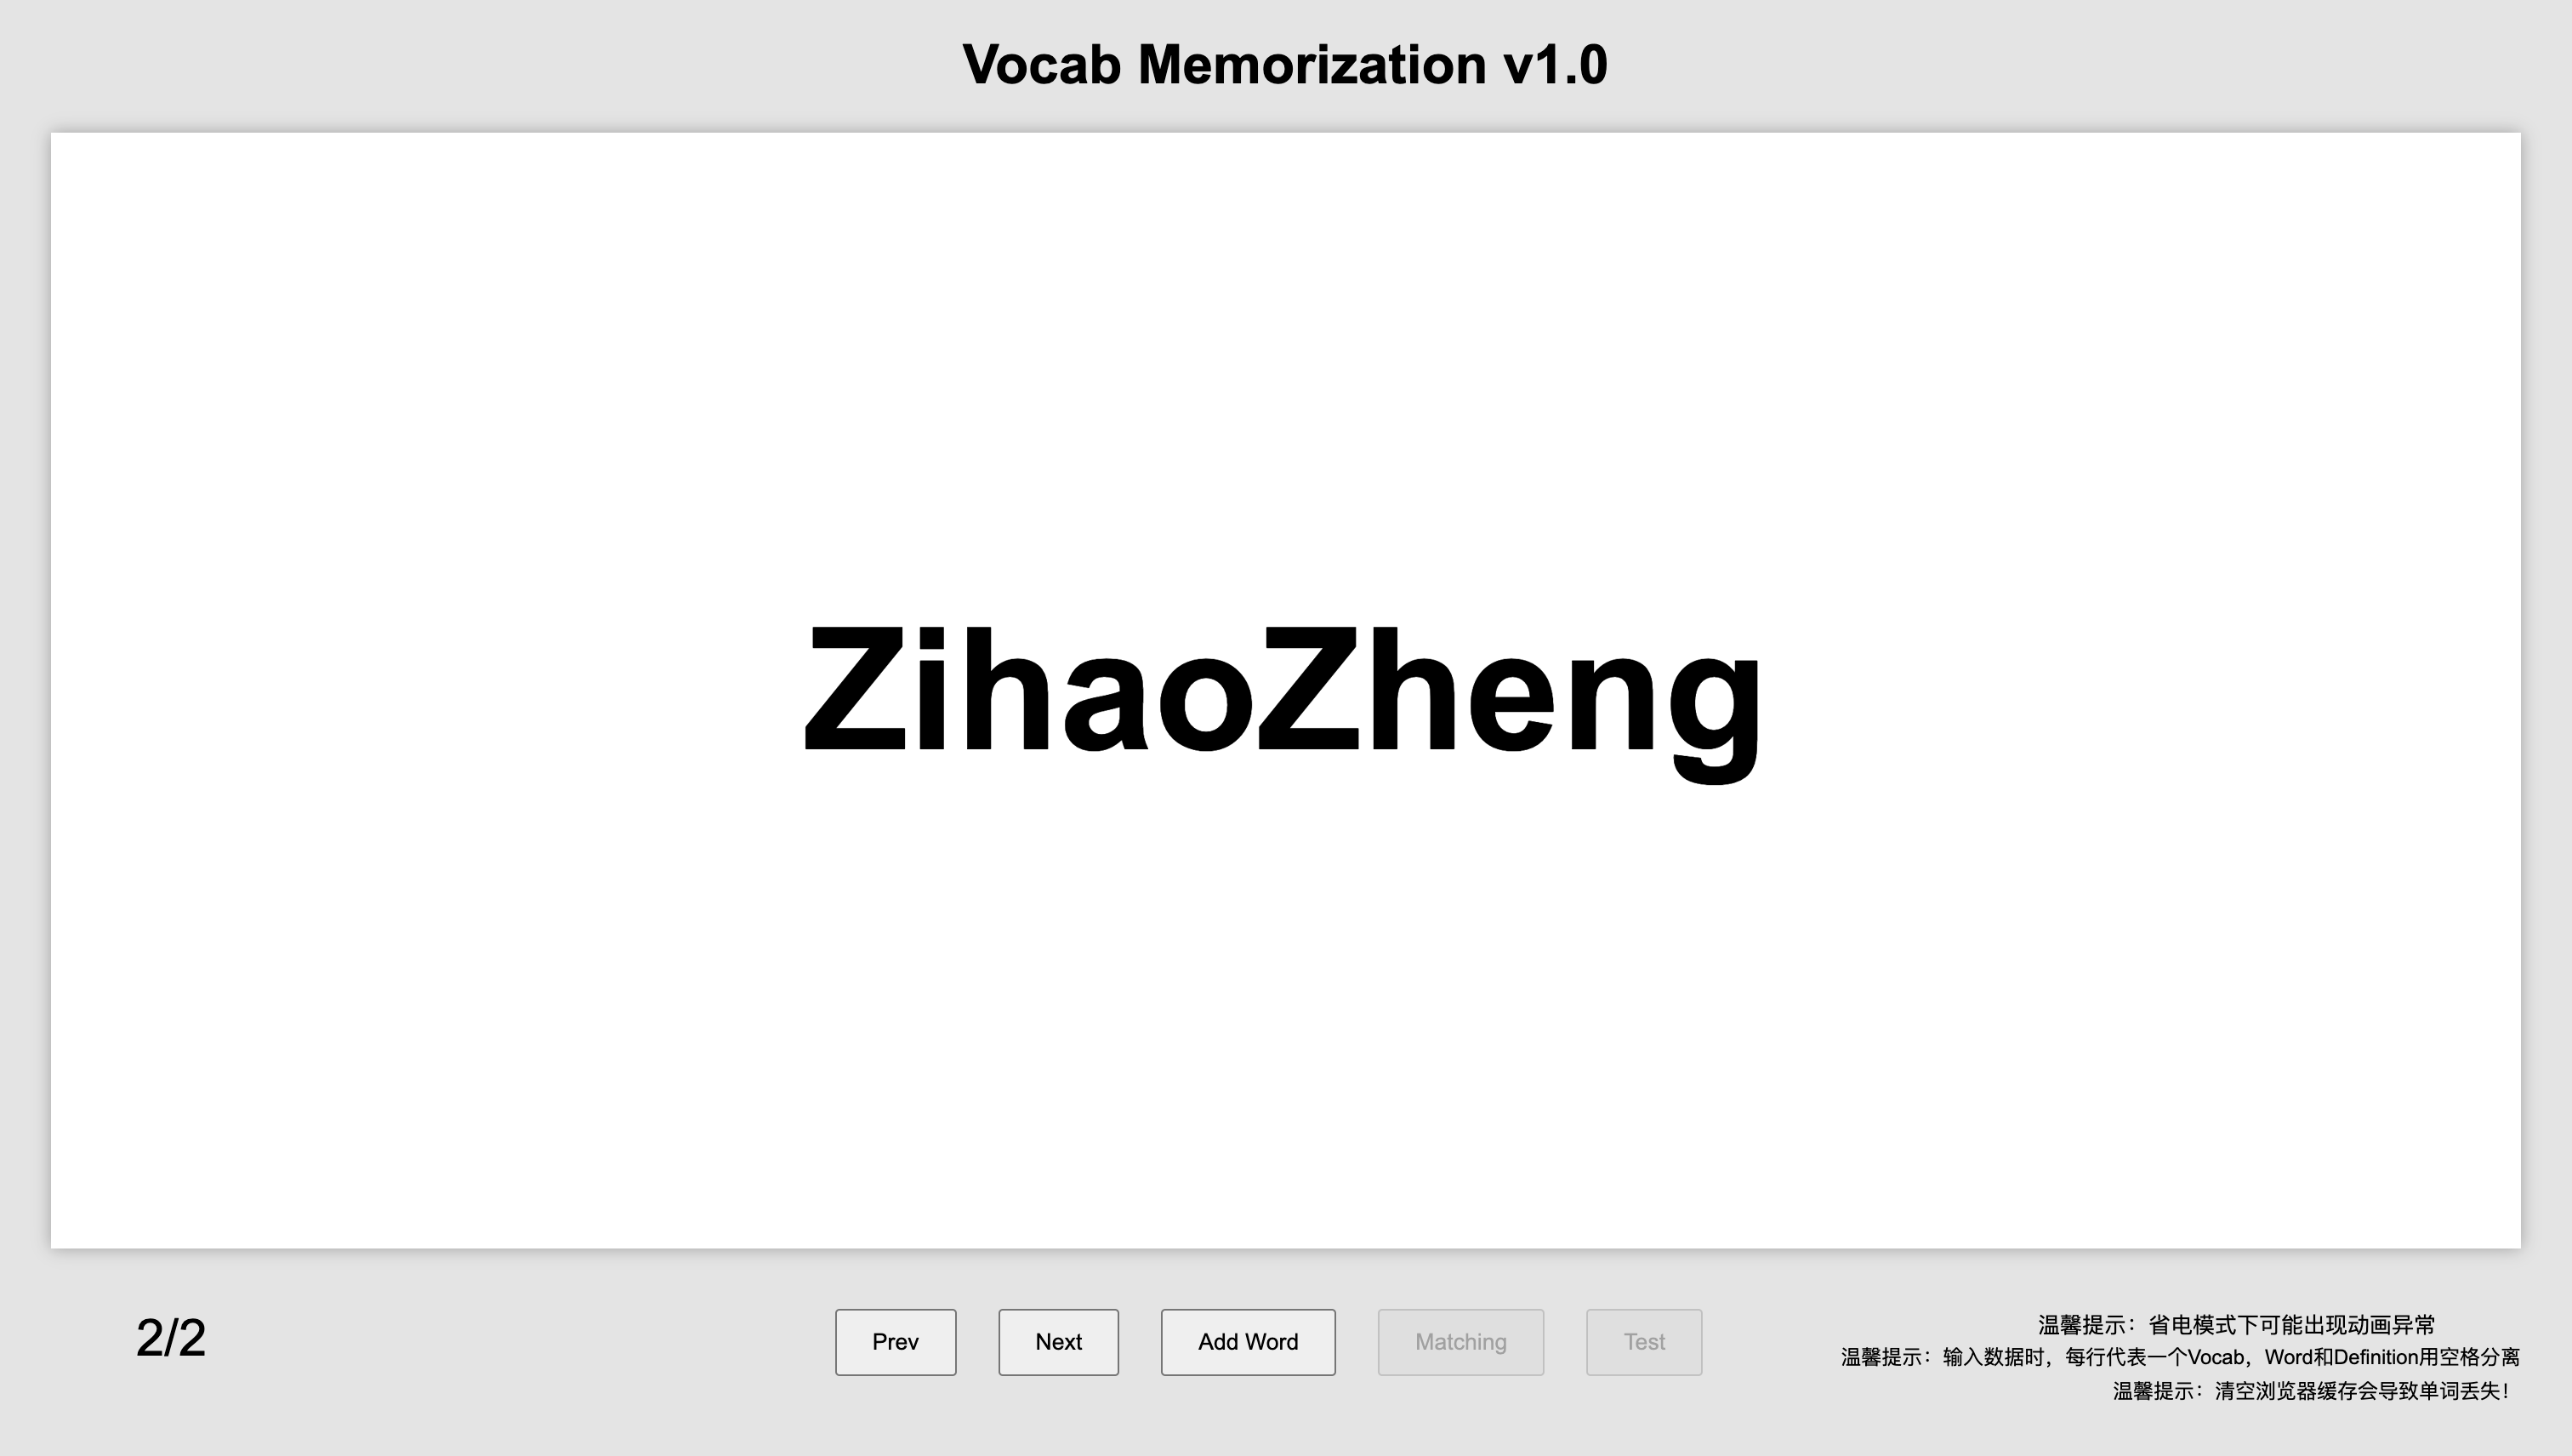 Vocab Memorization v1.0
ZihaoZheng
2/2
Prev
Next
Add Word
Matching
Test
温馨提示：省电模式下可能出现动画异常
温馨提示：输入数据时，每行代表一个Vocab，Word和Definition用空格分离
温馨提示：清空浏览器缓存会导致单词丢失！